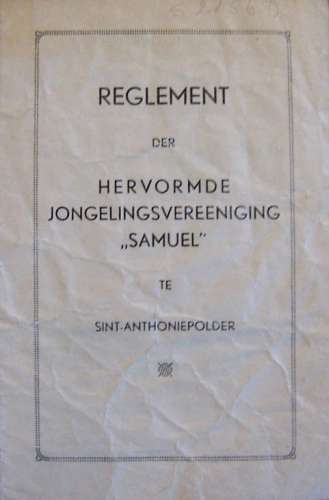 REGLEMENT
DER
HERVORMDE
JONGELINGSVEREENIGING
„SAMUEL"
TE
SINT-ANTHONIEPOLDER